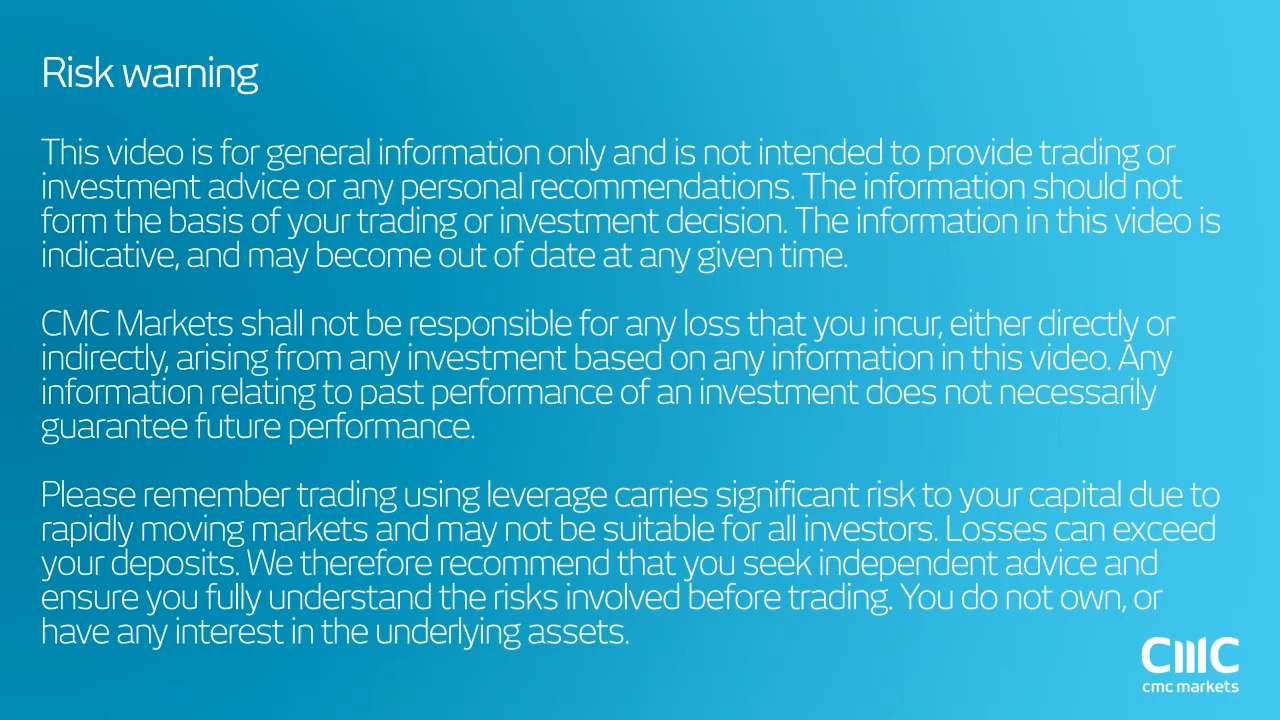 Risk warning
This video is for general information only and is not intended to provide trading or
investment advice or any personal recommendations. The information should not
form the basis of your trading or investment decision. The information in this video is
indicative, and may become out of date at any given time.
CMC Markets shall not be responsible for any loss that you incur, either directly or
indirectly, arising from any investment based on any information in this video. Any
information relating to past performance of an investment does not necessarily
guarantee future performance.
Please remember trading using leverage carries significant risk to your capital due to
rapidly moving markets and may not be suitable for all investors. Losses can exceed
your deposits. We therefore recommend that you seek independent advice and
ensure you fully understand the risks involved before trading. You do not own, or
have any interest in the underlying assets.
CMC
cmc markets